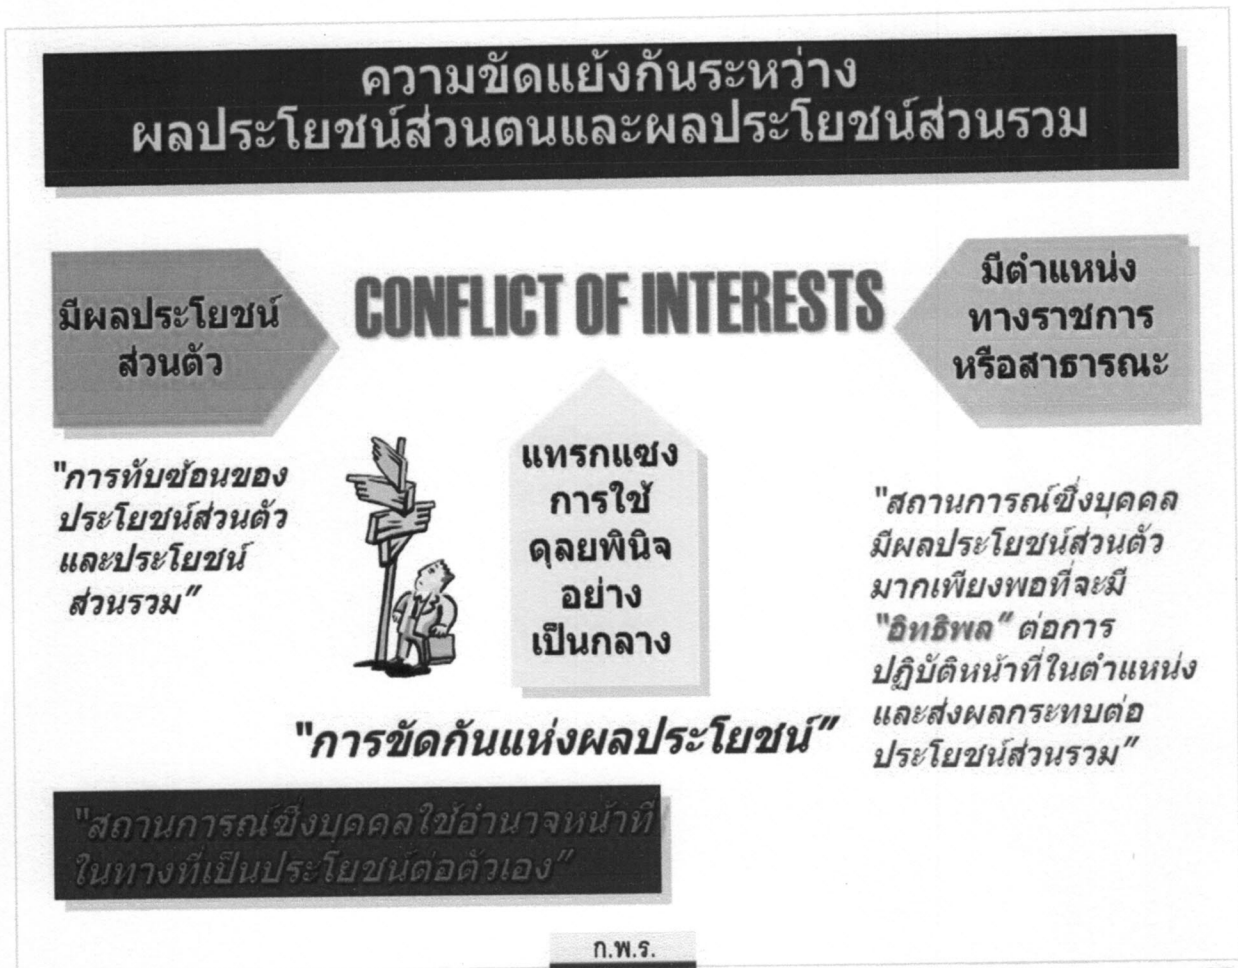 ความขัดแย้งกันระหว่าง
ผลประโยชน์ส่วนตนและผลประโยชน์ส่วนรวม
มีผลประโยชน์
ส่วนตัว
CONFLICT OF INTERESTS
มีตำแหน่ง
ทางราชการ
หรือสาธารณะ
"การทับซ้อนของ
ประโยชน์ส่วนตัว
และประโยชน์
ส่วนรวม"
แทรกแซง
การใช้
ดุลยพินิจ
อย่าง
เป็นกลาง
"สถานการณ์ซึ่งบุคคล
มีผลประโยชน์ส่วนตัว
มากเพียงพอที่จะมี
"อิทธิพล" ต่อการ
ปฏิบัติหน้าที่ในตำแหน่ง
และส่งผลกระทบต่อ
ประโยชน์ส่วนรวม"
"การขัดกันแห่งผลประโยชน์"
"สถานการณ์ซึ่งบุคคลใช้อำนาจหน้าที่
ในทางที่เป็นประโยชน์ต่อตัวเอง"
ก.พ.ร.